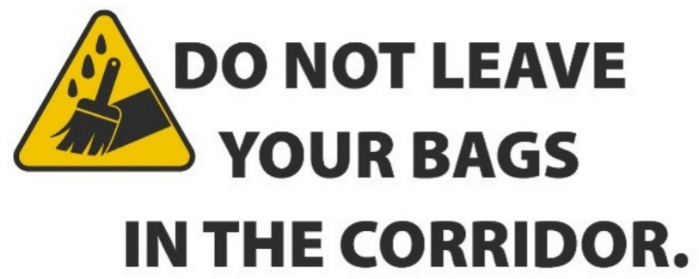 DO NOT LEAVE
YOUR BAGS
IN THE CORRIDOR.